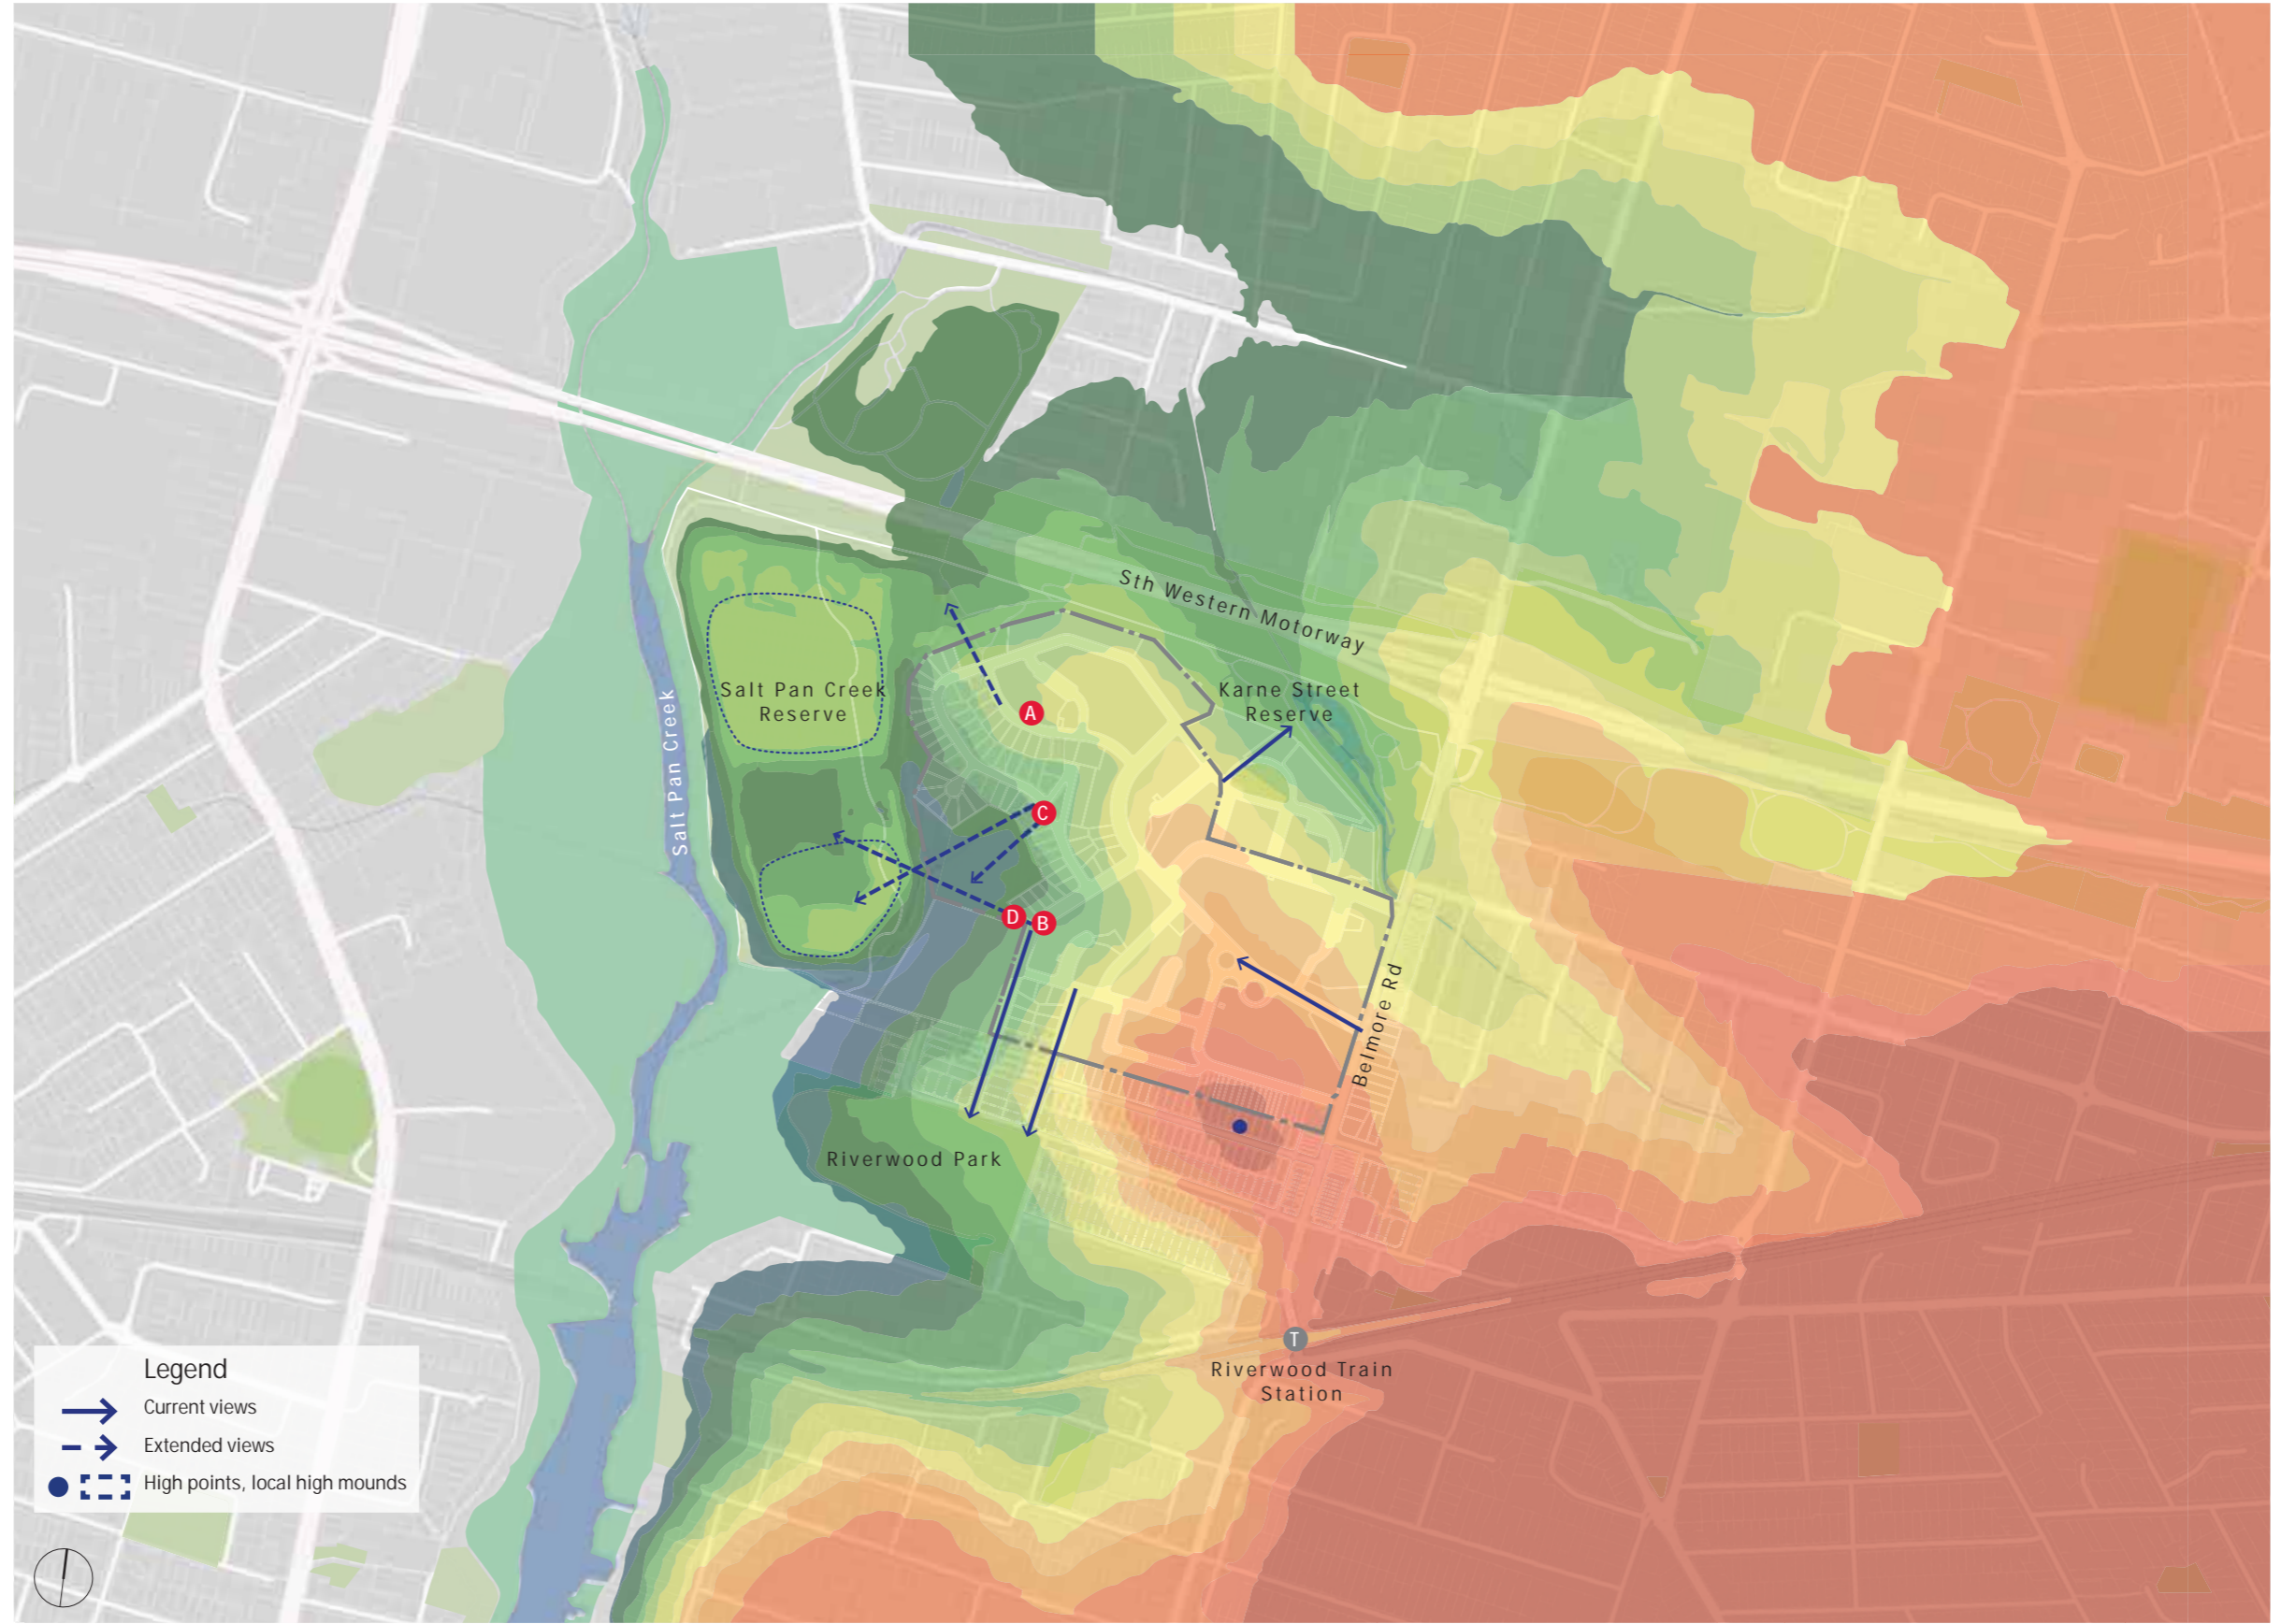 Sth Western Motorway
Salt Pan Creek
Reserve
Karne Street
Reserve
A
Salt Pan Creek
C
D
B
Belmore Rd
Riverwood Park
T
Riverwood Train
Station
Legend
Current views
Extended views
High points, local high mounds